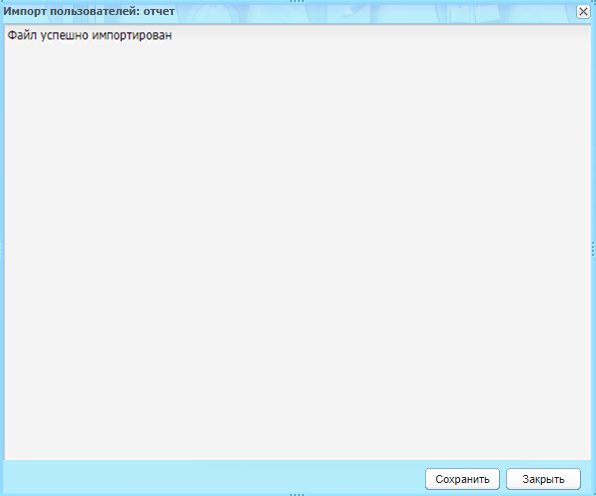 Импорт пользователей: отчет
Файл успешно импортирован
Сохранить
Закрыть